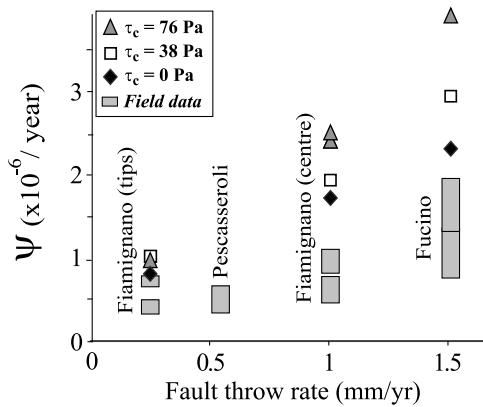 τc = 76 Pa
τc = 38 Pa
τc = 0 Pa
Field data
Ψ (x10-6/ year)
3
2
1
0
Fiamignano (tips)
Pescasseroli
Fiamignano (centre)
Fucino
0 0.5 1 1.5
Fault throw rate (mm/yr)